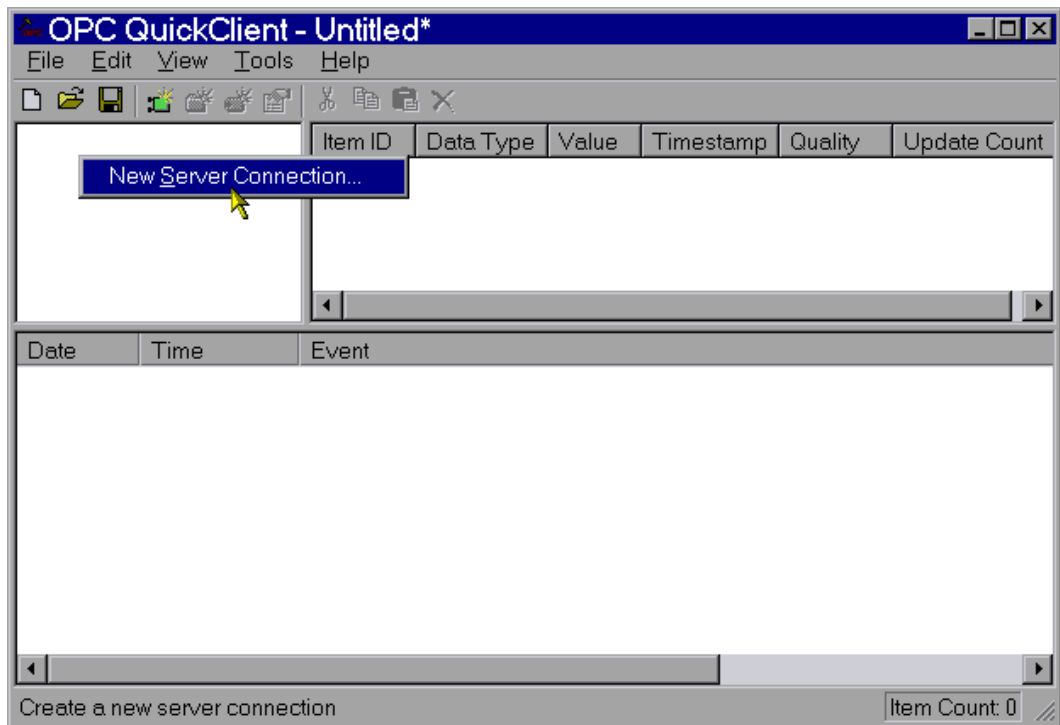 OPC QuickClient - Untitled*
File Edit View Tools Help
Item ID Data Type Value Timestamp Quality Update Count
New Server Connection...
Date Time Event
Create a new server connection Item Count: 0